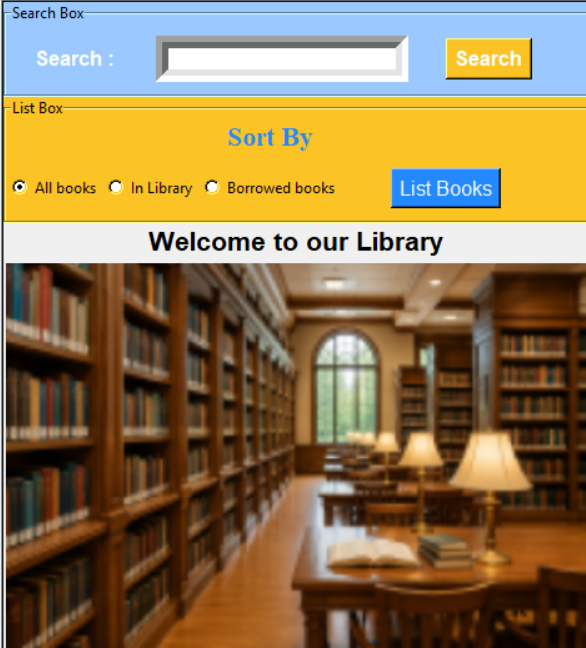 Search Box
Search :
Search
List Box
Sort By
All books In Library Borrowed books
List Books
Welcome to our Library